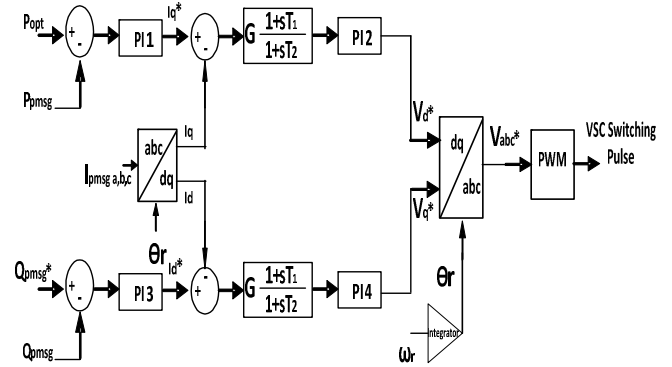 Popt
+
-
Ppmsg
PI1
Iq*
+
-
G 1+sT1
1+sT2
PI2
Iq
abc
dq
Id
Ipmsg a,b,c
θr
Vd*
dq
abc
Vabc*
PWM
VSC Switching
Pulse
Vq*
Qpmsg*
+
-
Qpmsg
PI3
Id*
-
+
G 1+sT1
1+sT2
PI4
θr
integrator
ωr